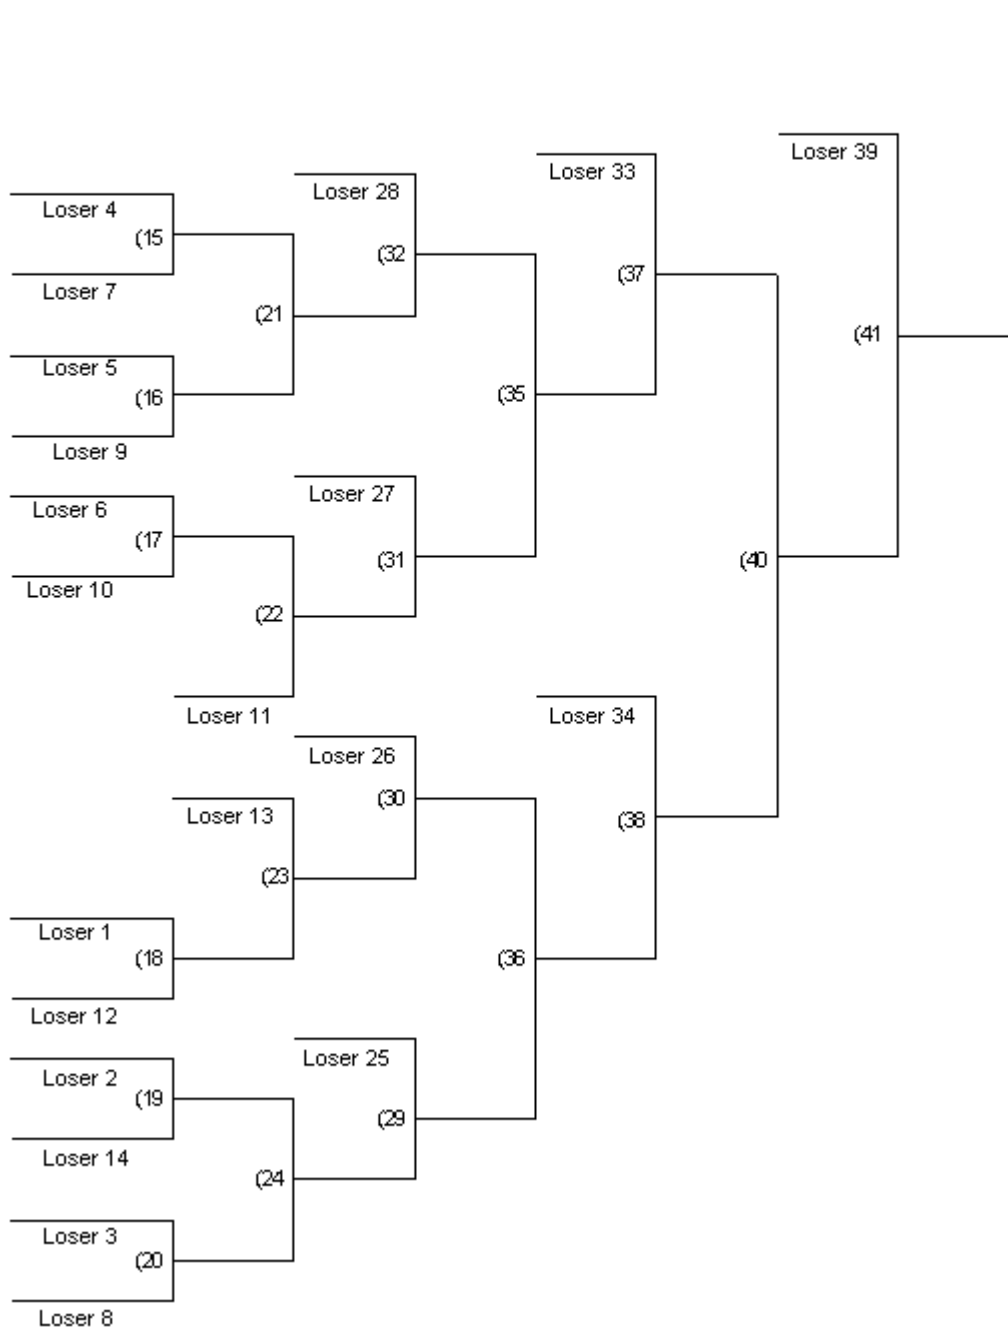 Loser 39
Loser 33
Loser 28
Loser 4
(15
(32
Loser 7
(37
(21
(41
Loser 5
(16
(35
Loser 9
Loser 27
Loser 6
(17
(31
(40
Loser 10
(22
Loser 11
Loser 34
Loser 26
(30
Loser 13
(38
(23
Loser 1
(18
(36
Loser 12
Loser 25
Loser 2
(19
(29
Loser 14
(24
Loser 3
(20
Loser 8